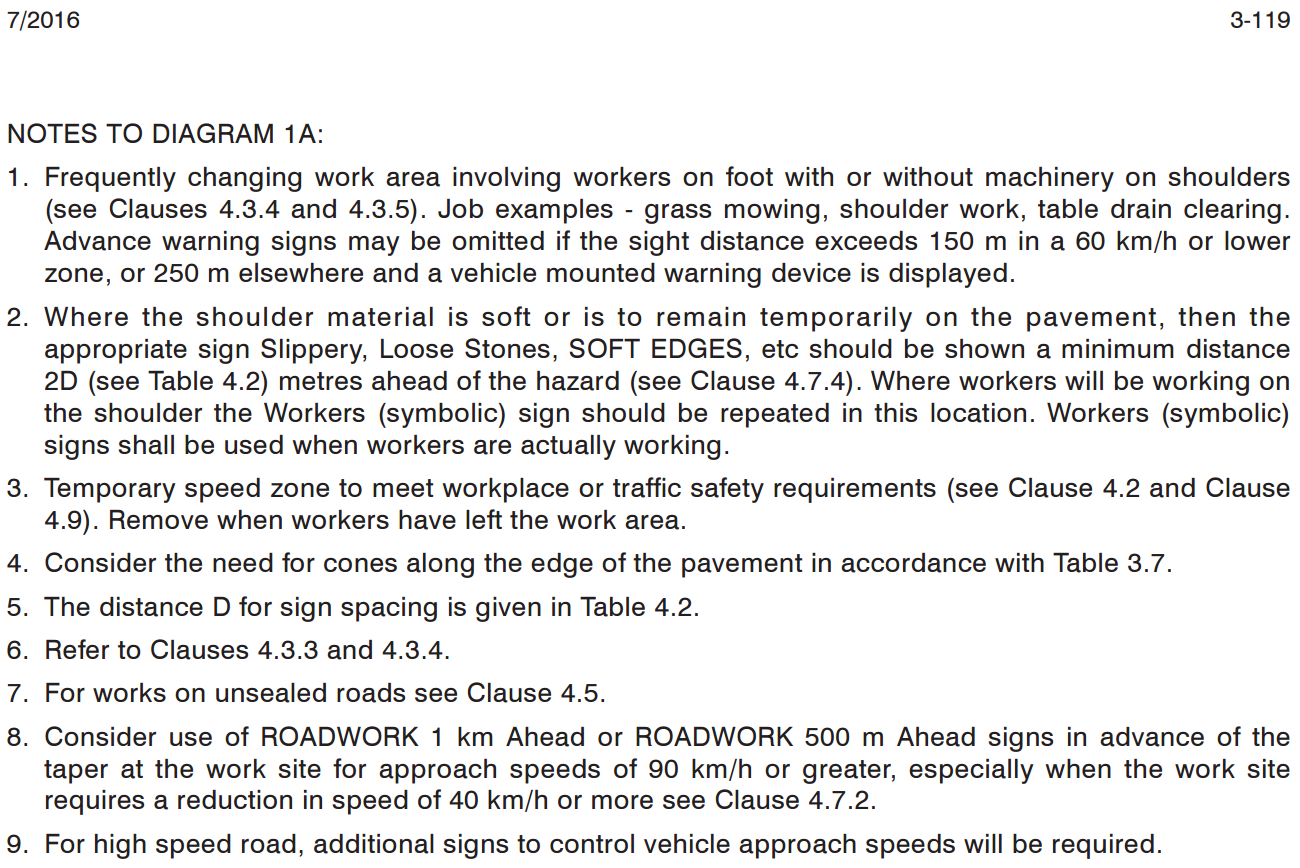 7/2016 3-119
NOTES TO DIAGRAM 1A:
1. Frequently changing work area involving workers on foot with or without machinery on shoulders
(see Clauses 4.3.4 and 4.3.5). Job examples - grass mowing, shoulder work, table drain clearing.
Advance warning signs may be omitted if the sight distance exceeds 150 m in a 60 km/h or lower
zone, or 250 m elsewhere and a vehicle mounted warning device is displayed.
2. Where the shoulder material is soft or is to remain temporarily on the pavement, then the
appropriate sign Slippery, Loose Stones, SOFT EDGES, etc should be shown a minimum distance
2D (see Table 4.2) metres ahead of the hazard (see Clause 4.7.4). Where workers will be working on
the shoulder the Workers (symbolic) sign should be repeated in this location. Workers (symbolic)
signs shall be used when workers are actually working.
3. Temporary speed zone to meet workplace or traffic safety requirements (see Clause 4.2 and Clause
4.9). Remove when workers have left the work area.
4. Consider the need for cones along the edge of the pavement in accordance with Table 3.7.
5. The distance D for sign spacing is given in Table 4.2.
6. Refer to Clauses 4.3.3 and 4.3.4.
7. For works on unsealed roads see Clause 4.5.
8. Consider use of ROADWORK 1 km Ahead or ROADWORK 500 m Ahead signs in advance of the
taper at the work site for approach speeds of 90 km/h or greater, especially when the work site
requires a reduction in speed of 40 km/h or more see Clause 4.7.2.
9. For high speed road, additional signs to control vehicle approach speeds will be required.